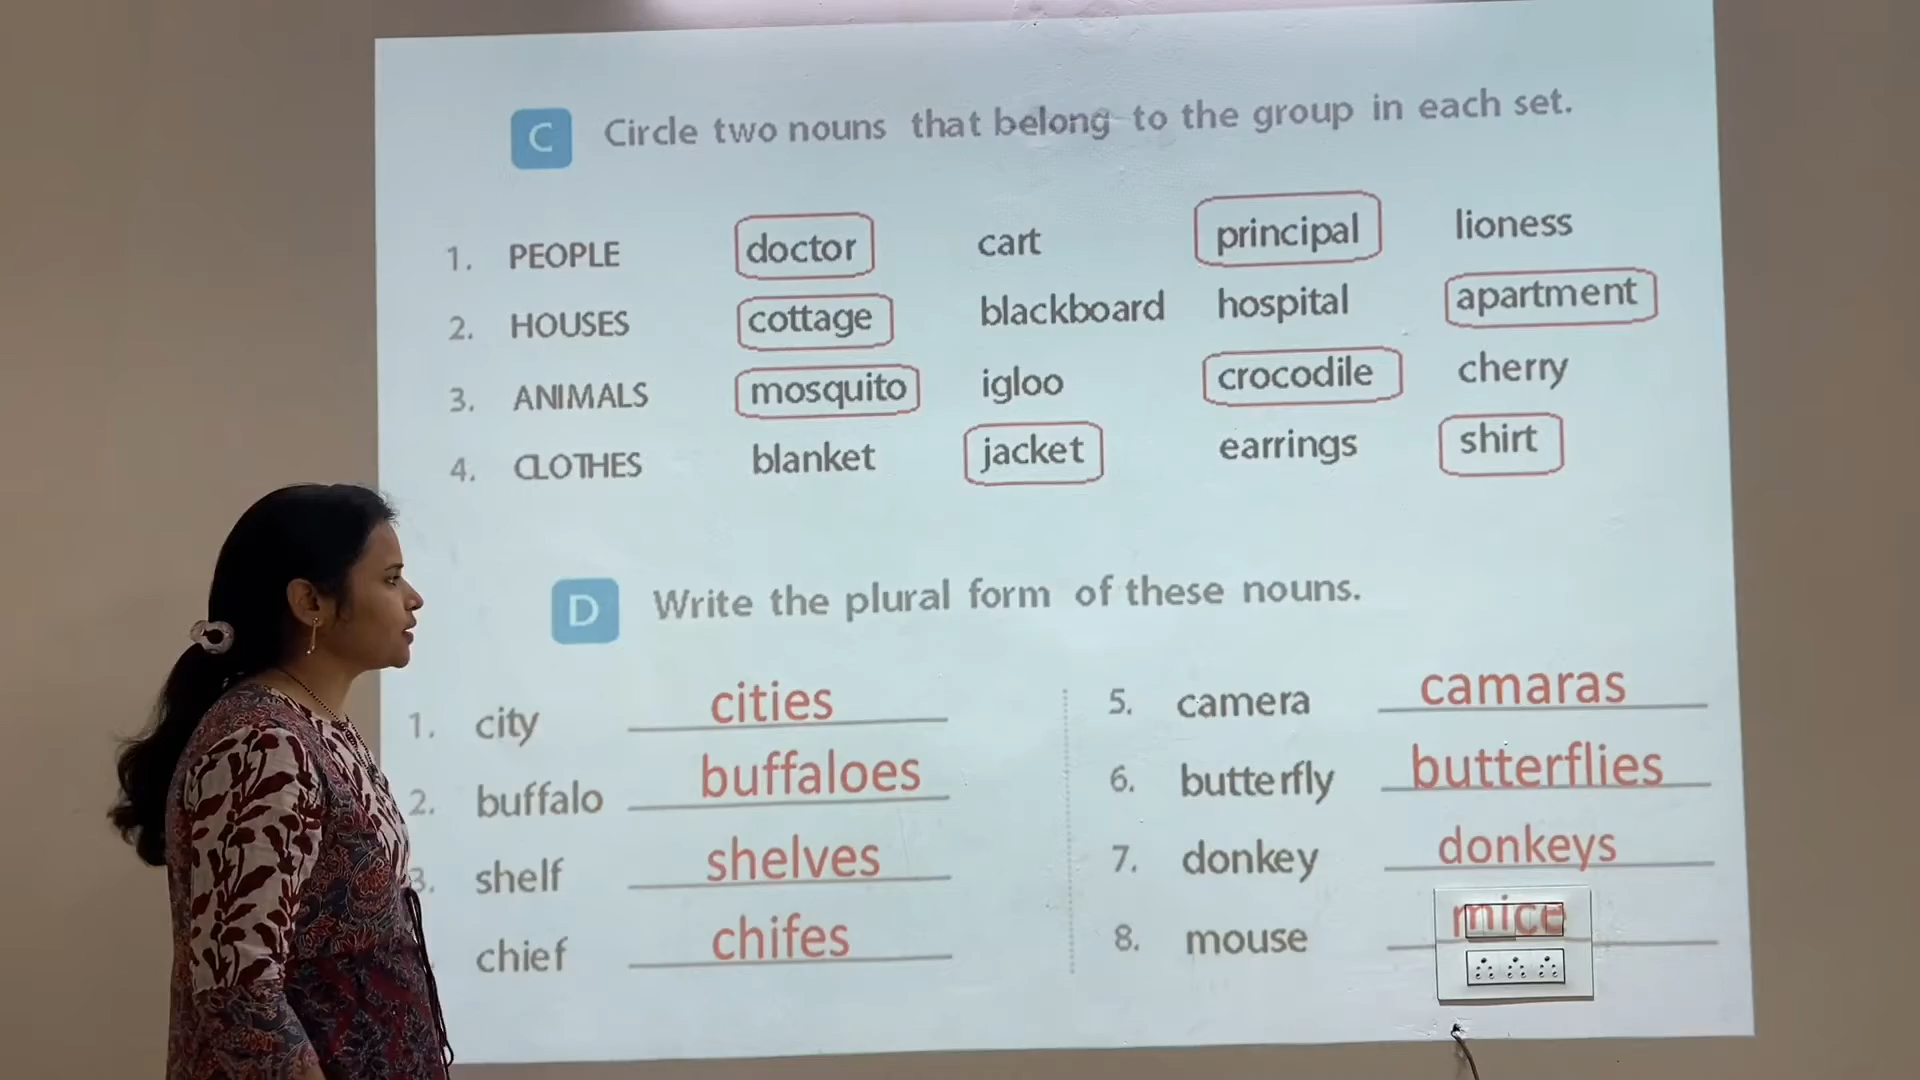 C Circle two nouns that belong to the group in each set.
1. PEOPLE doctor cart principal lioness
2. HOUSES cottage blackboard hospital apartment
3. ANIMALS mosquito igloo crocodile cherry
4. CLOTHES blanket jacket earrings shirt
D Write the plural form of these nouns.
1. city cities
2. buffalo buffaloes
3. shelf shelves
chief chifes
5. camera camaras
6. butterfly butterflies
7. donkey donkeys
8. mouse mice